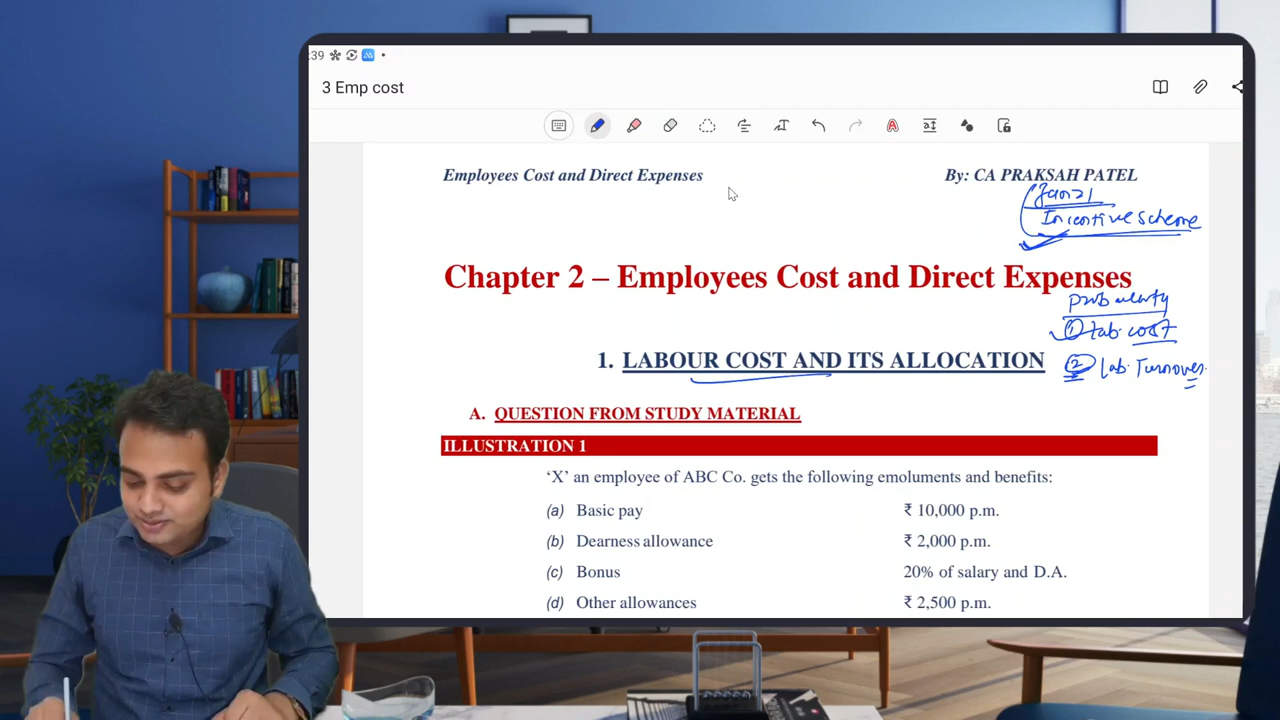 :39
3 Emp cost
Employees Cost and Direct Expenses
By: CA PRAKSAH PATEL
Jan 21
Incentive Scheme
Chapter 2 – Employees Cost and Direct Expenses
① Lab. cost
1. LABOUR COST AND ITS ALLOCATION
② Lab. Turnover.
A. QUESTION FROM STUDY MATERIAL
ILLUSTRATION 1
‘X’ an employee of ABC Co. gets the following emoluments and benefits:
(a) Basic pay ₹ 10,000 p.m.
(b) Dearness allowance ₹ 2,000 p.m.
(c) Bonus 20% of salary and D.A.
(d) Other allowances ₹ 2,500 p.m.